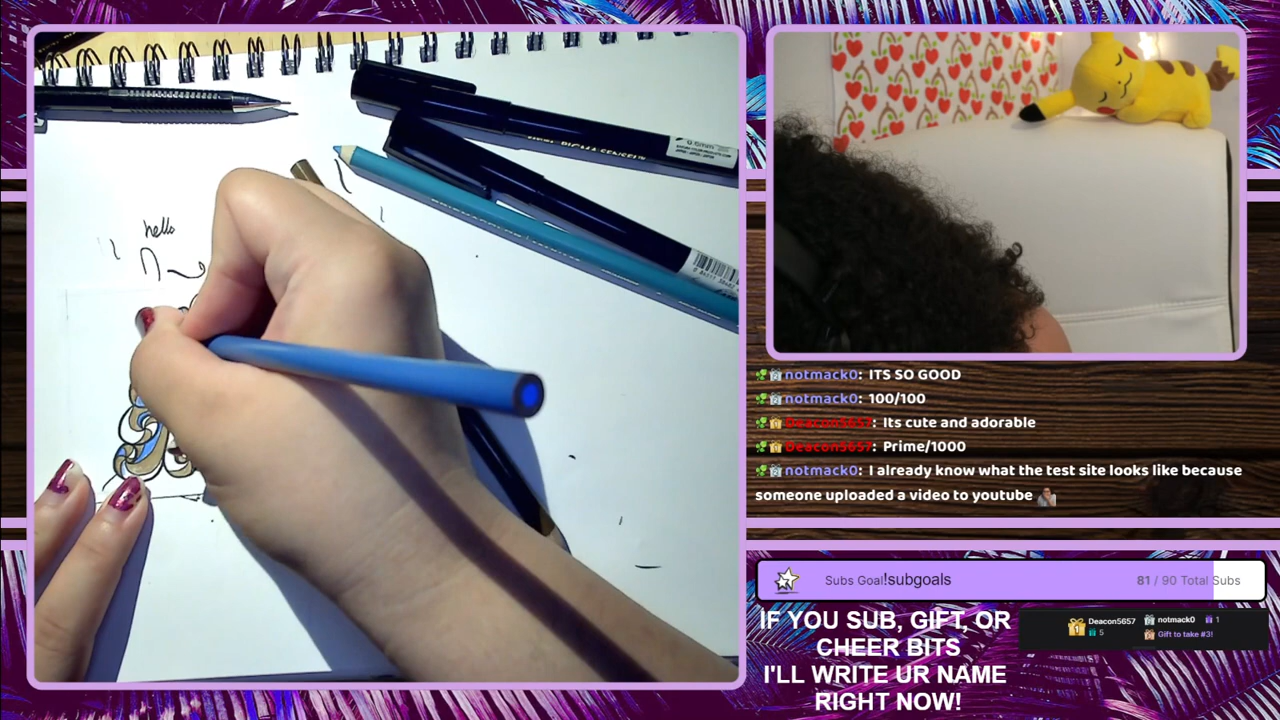 hello
0.6mm
notmack0: ITS SO GOOD
notmack0: 100/100
Deacon5657: Its cute and adorable
Deacon5657: Prime/1000
notmack0: I already know what the test site looks like because
someone uploaded a video to youtube
Subs Goal!subgoals
81 / 90 Total Subs
IF YOU SUB, GIFT, OR
CHEER BITS
I'LL WRITE UR NAME
RIGHT NOW!
1
Deacon5657
5
notmack0 1
Gift to take #3!